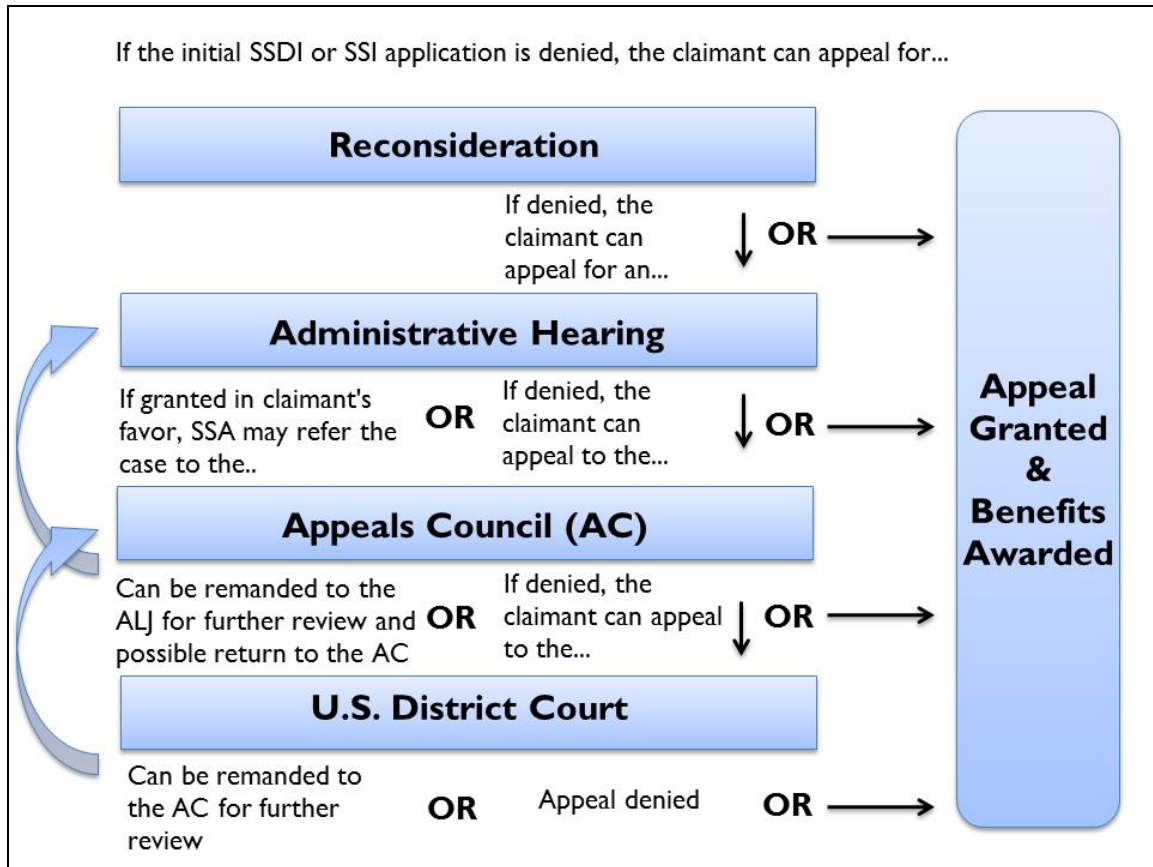 If the initial SSDI or SSI application is denied, the claimant can appeal for...
Reconsideration
If denied, the
claimant can
appeal for an...
OR
Administrative Hearing
If granted in claimant's
favor, SSA may refer the
case to the..
OR
If denied, the
claimant can
appeal to the...
OR
Appeals Council (AC)
Can be remanded to the
ALJ for further review and
possible return to the AC
OR
If denied, the
claimant can appeal
to the...
OR
U.S. District Court
Can be remanded to
the AC for further
review
OR
Appeal denied
OR
Appeal
Granted
&
Benefits
Awarded